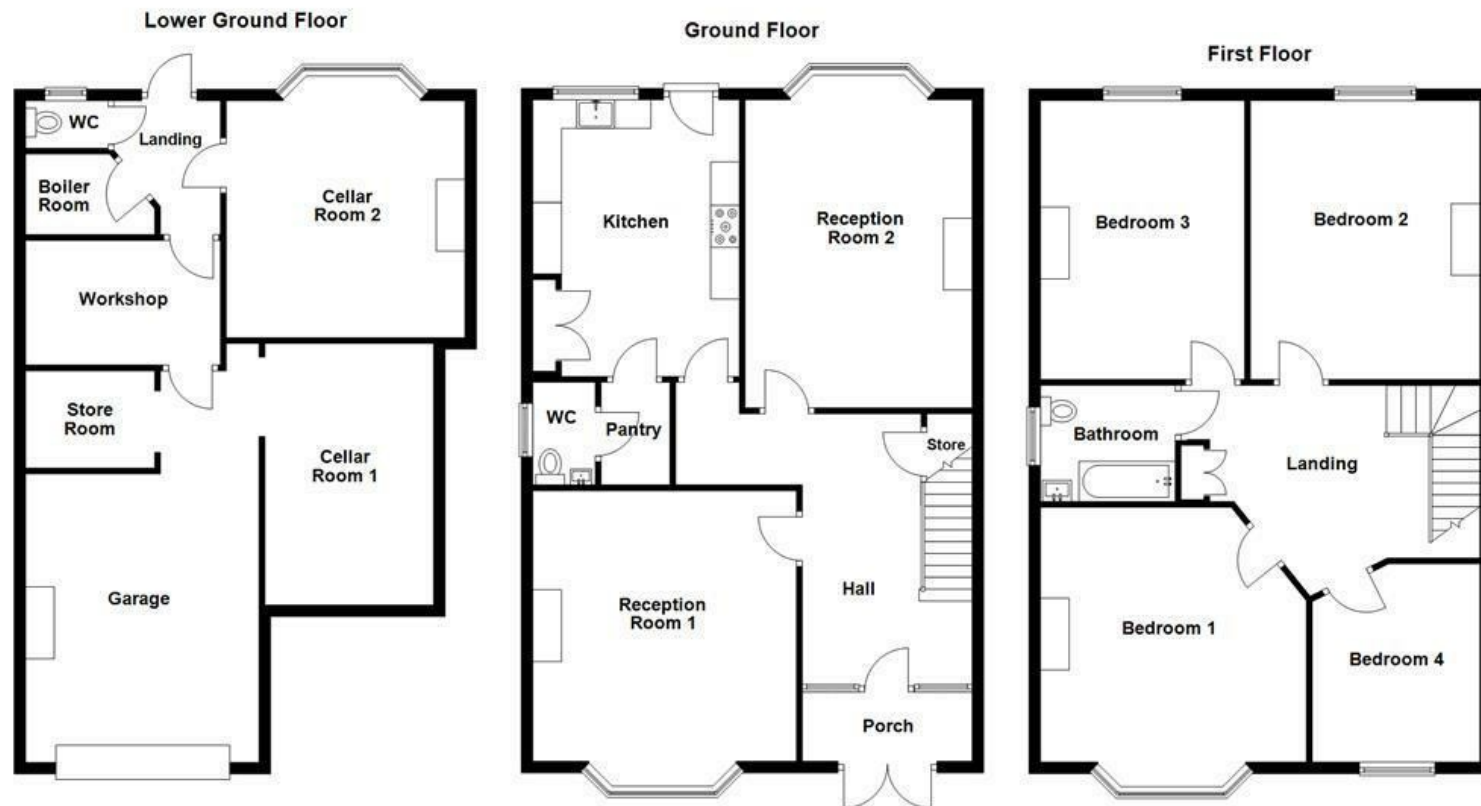 Lower Ground Floor
WC
Landing
Boiler
Room
Cellar
Room 2
Workshop
Store
Room
Cellar
Room 1
Garage
Ground Floor
Kitchen
Reception
Room 2
WC
Pantry
Store
Reception
Room 1
Hall
Porch
First Floor
Bedroom 3
Bedroom 2
Bathroom
Landing
Bedroom 1
Bedroom 4